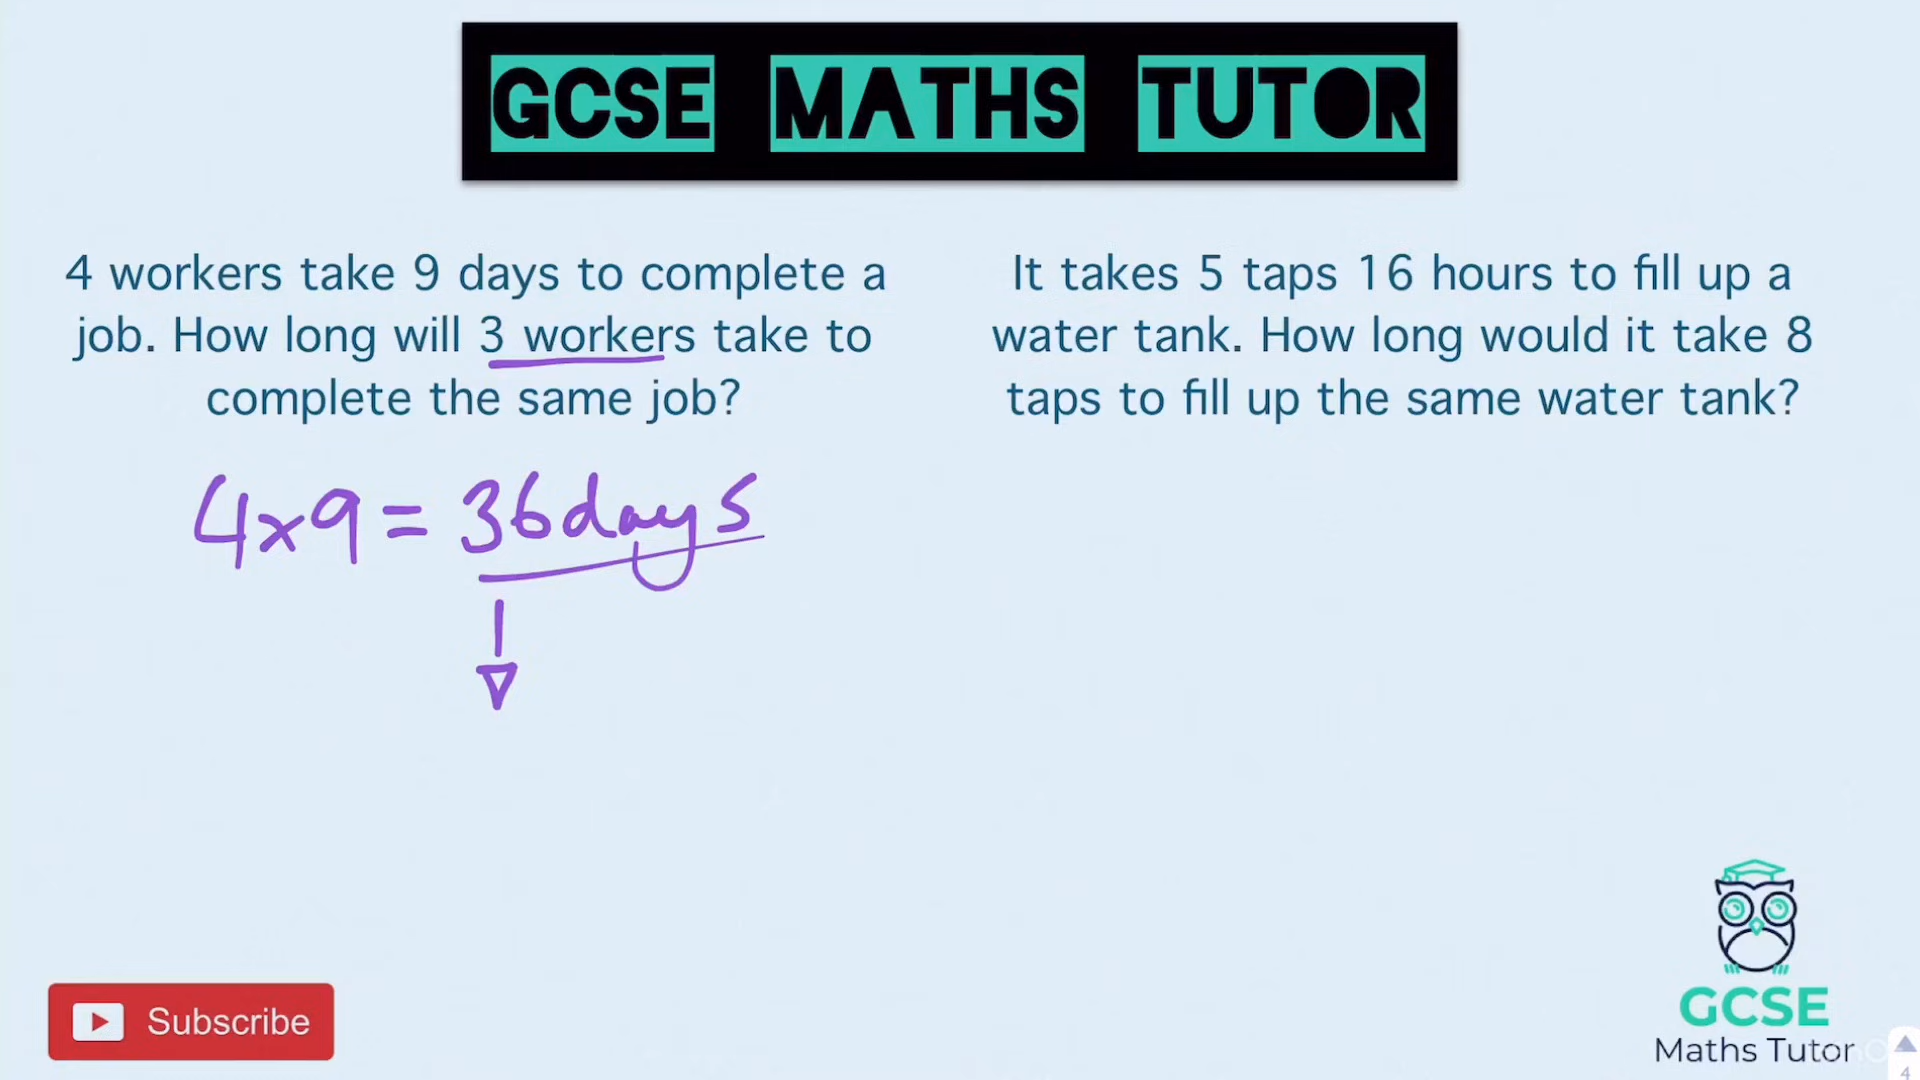 GCSE MATHS TUTOR
4 workers take 9 days to complete a
job. How long will 3 workers take to
complete the same job?
4x9 = 36days
It takes 5 taps 16 hours to fill up a
water tank. How long would it take 8
taps to fill up the same water tank?
Subscribe
GCSE
Maths Tutor
4